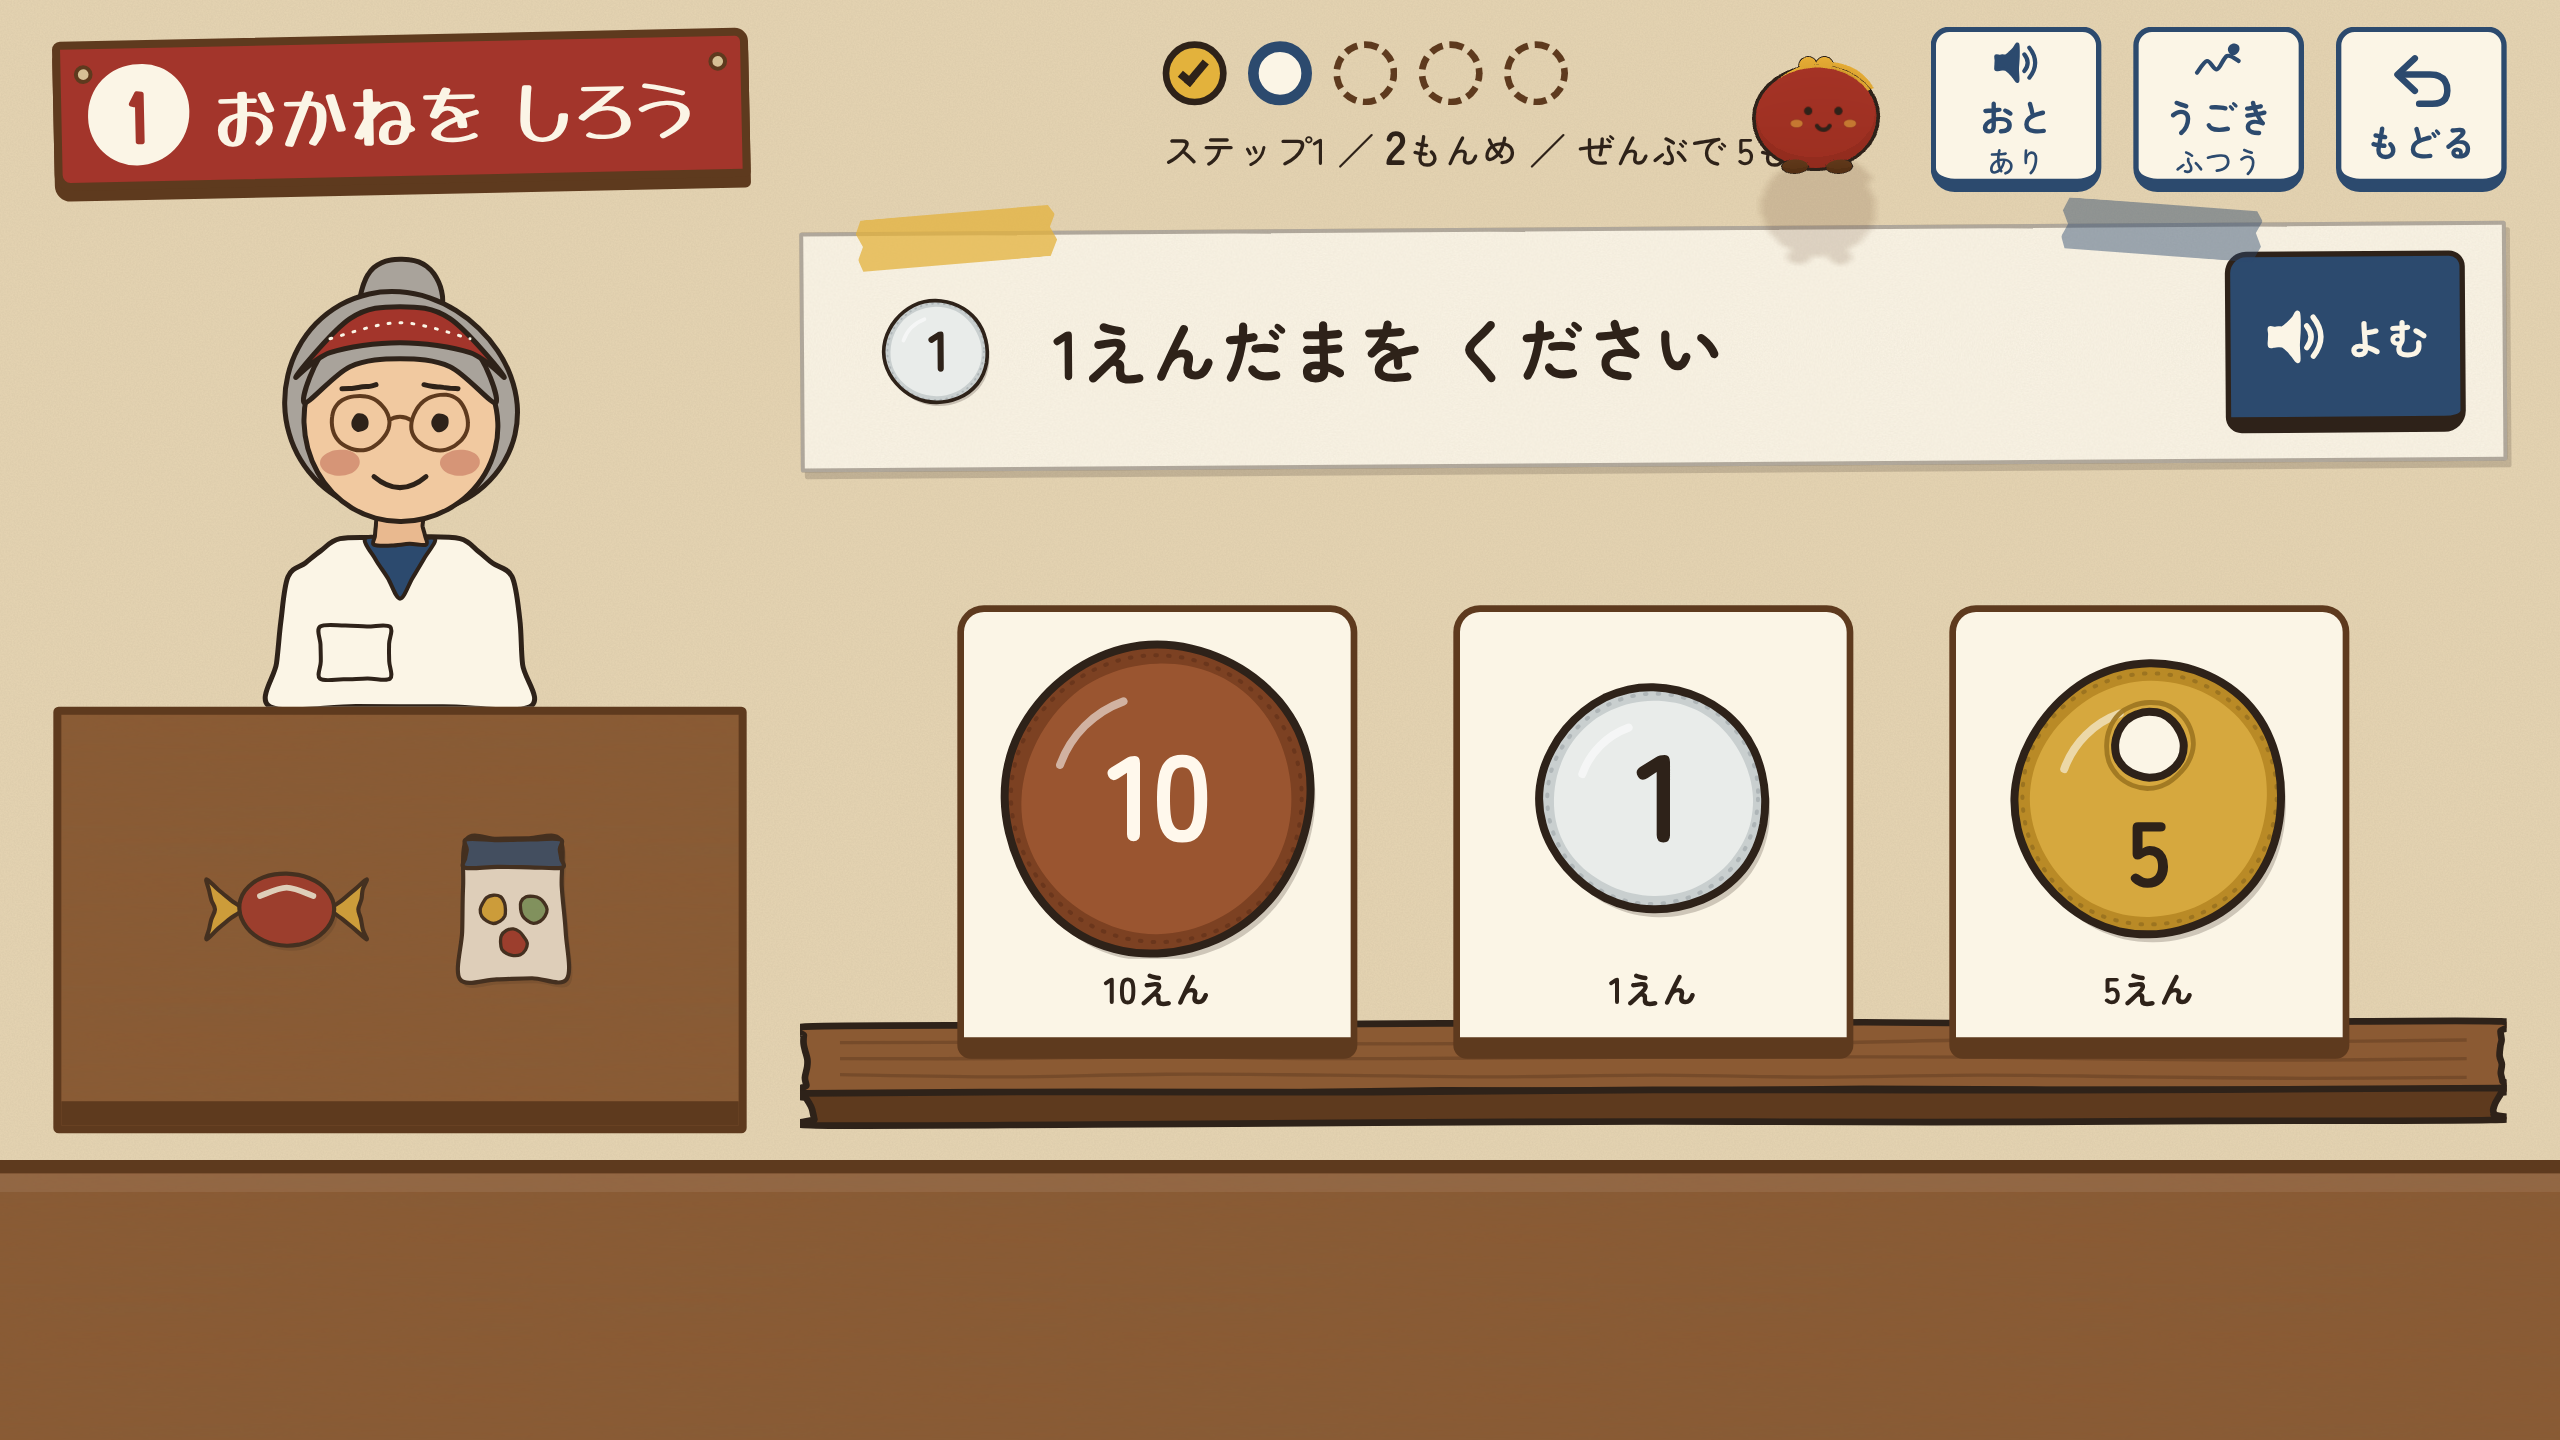 1 おかねを しろう
ステップ1 ／ 2もんめ ／ ぜんぶで 5
おと
あり
うごき
ふつう
もどる
1 1えんだまを ください
よむ
10
10えん
1
1えん
5
5えん